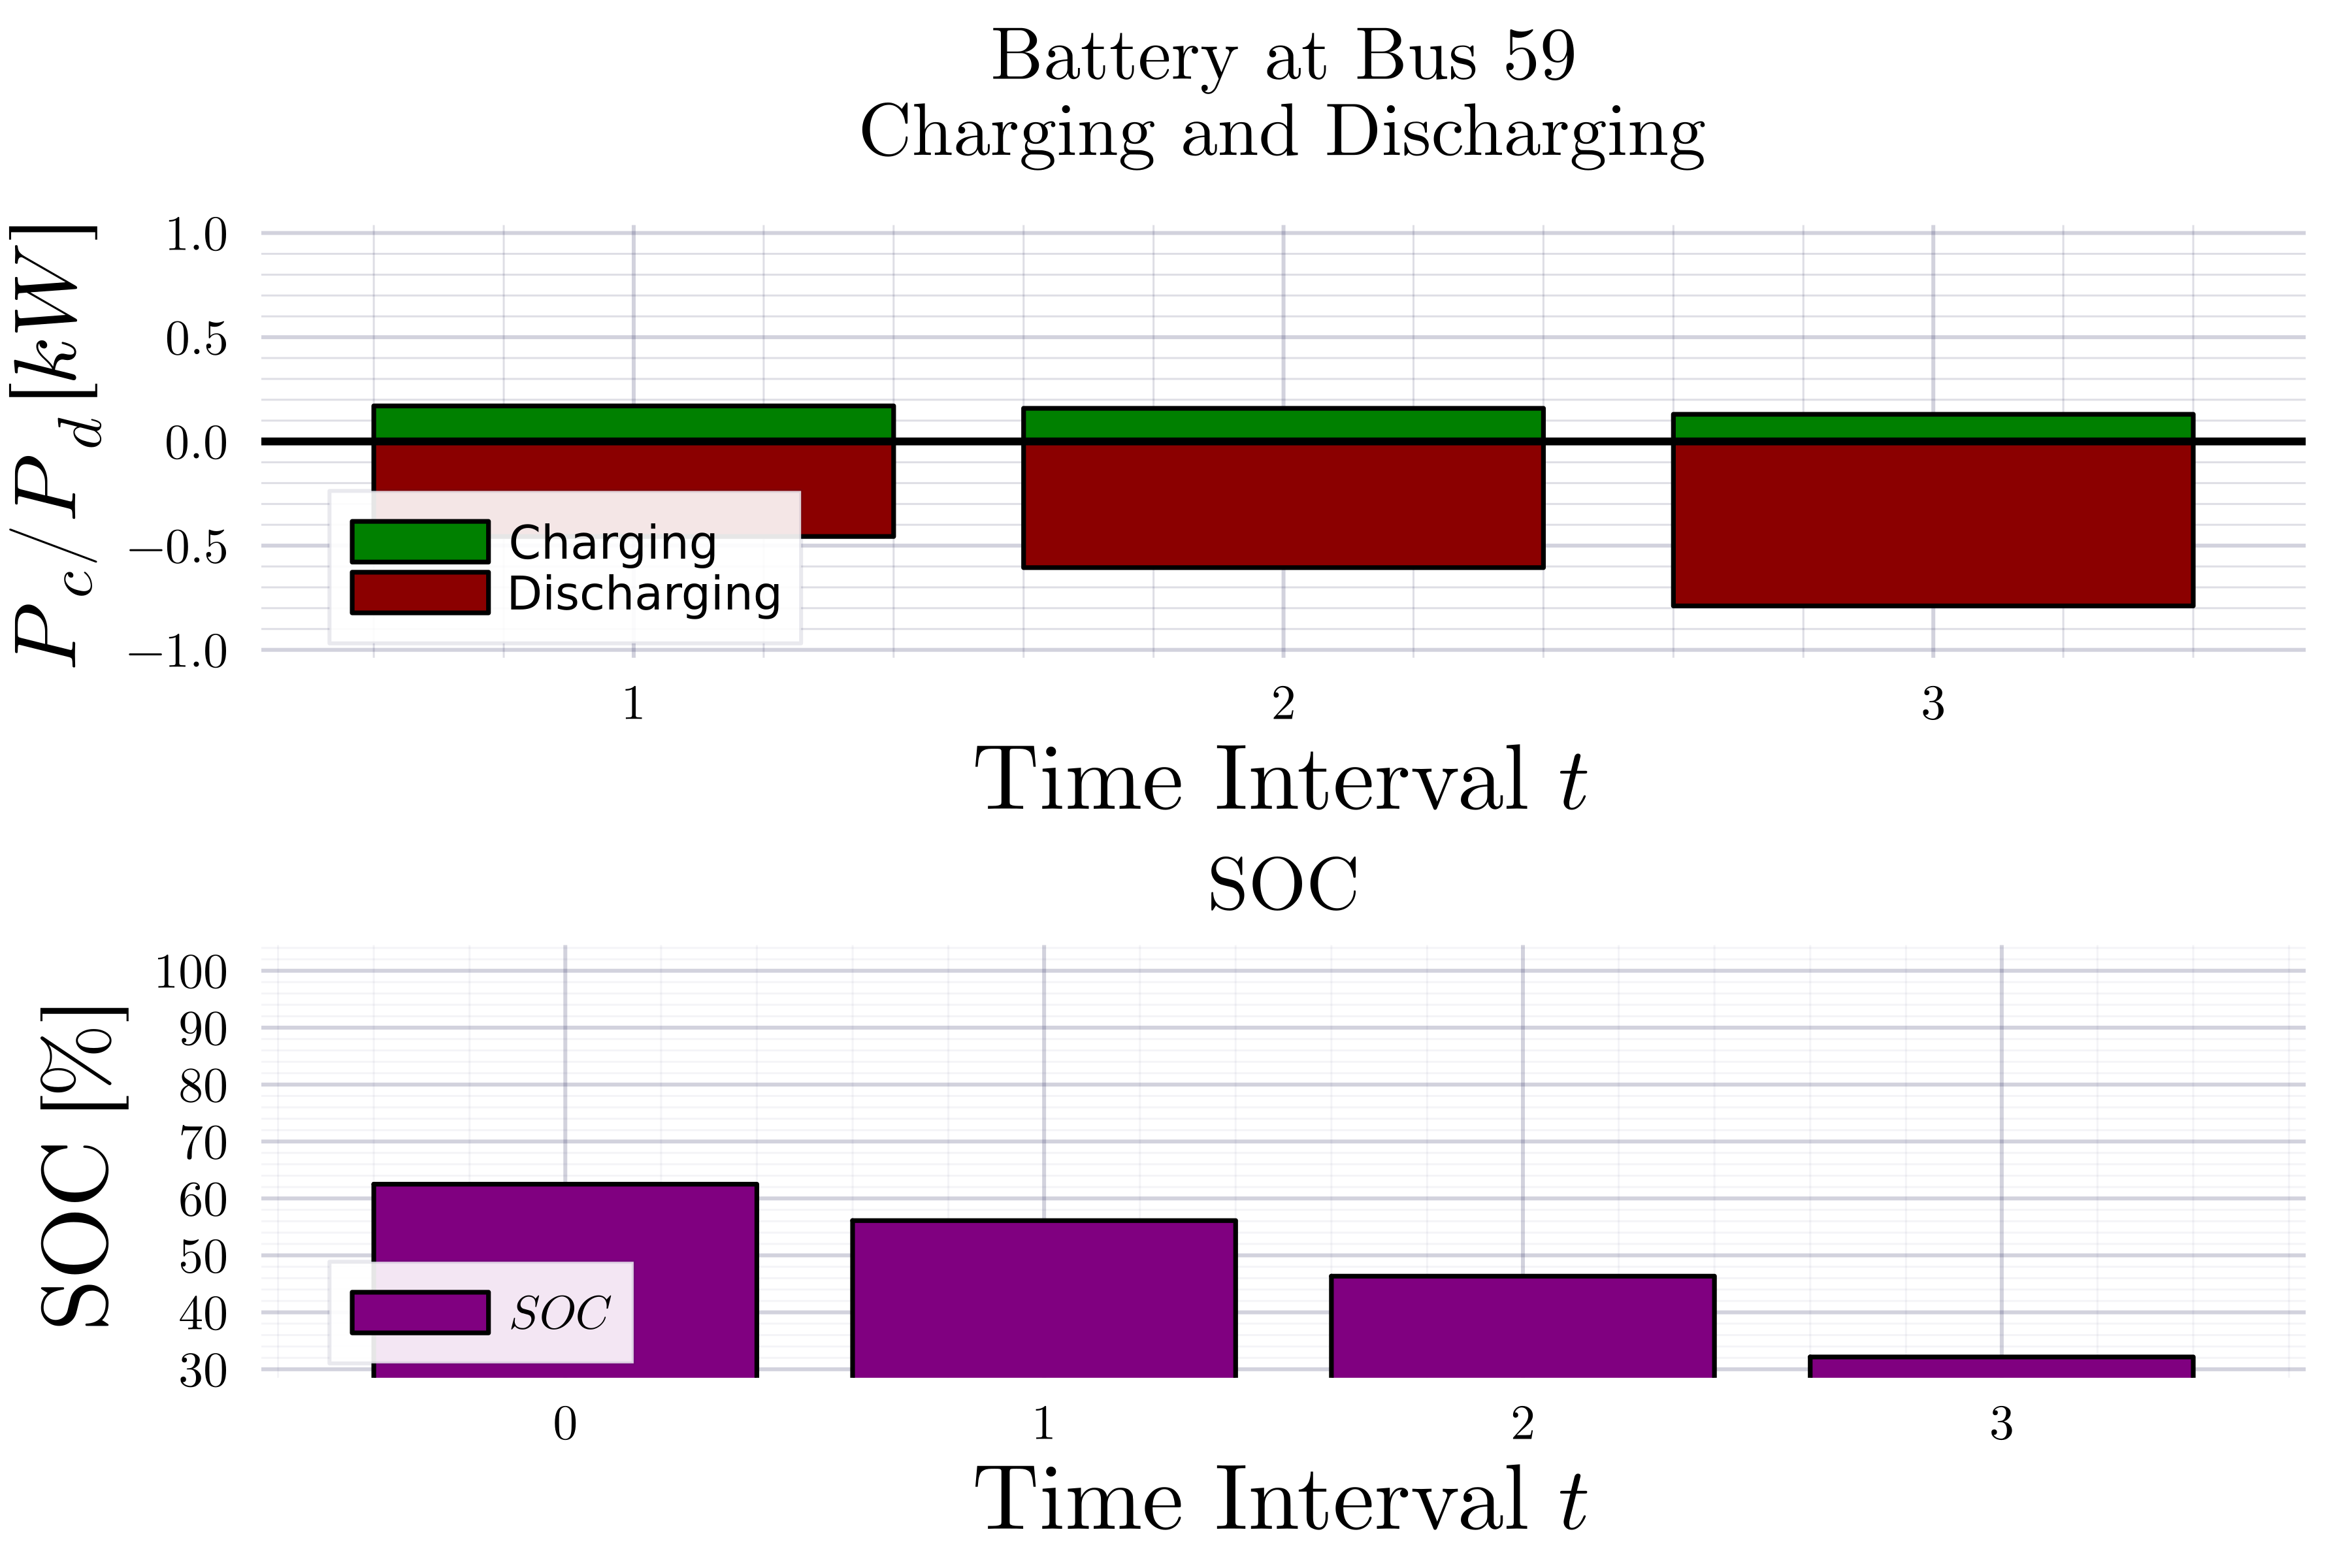 Battery at Bus 59
Charging and Discharging
P_c/P_d [kW]
1.0
0.5
0.0
−0.5
−1.0
Charging
Discharging
1 2 3
Time Interval t
SOC
SOC [%]
100
90
80
70
60
50
40
30
SOC
0 1 2 3
Time Interval t